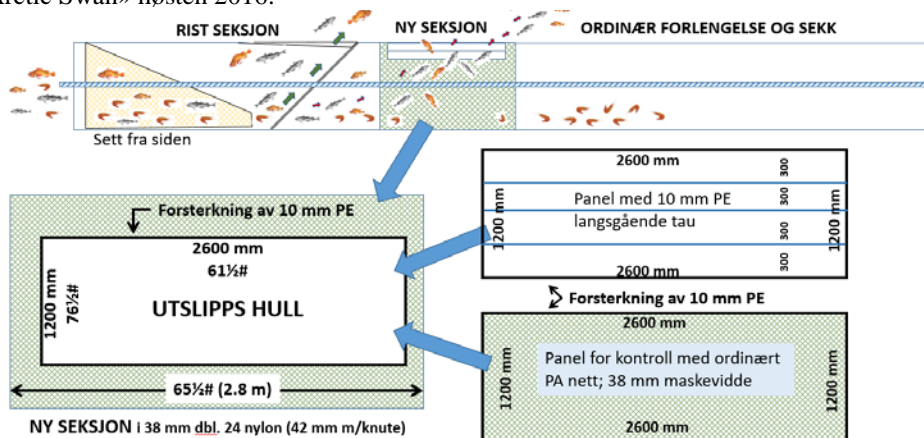 Arctic Swan» høsten 2016.
RIST SEKSJON
NY SEKSJON
ORDINÆR FORLENGELSE OG SEKK
Sett fra siden
Forsterkning av 10 mm PE
2600 mm
61½#
1200 mm
76½#
UTSLIPPS HULL
65½# (2.8 m)
NY SEKSJON i 38 mm dbl. 24 nylon (42 mm m/knute)
2600 mm
300
300
300
300
1200 mm
Panel med 10 mm PE
langsgående tau
1200 mm
2600 mm
Forsterkning av 10 mm PE
2600 mm
1200 mm
Panel for kontroll med ordinært
PA nett; 38 mm maskevidde
1200 mm
2600 mm